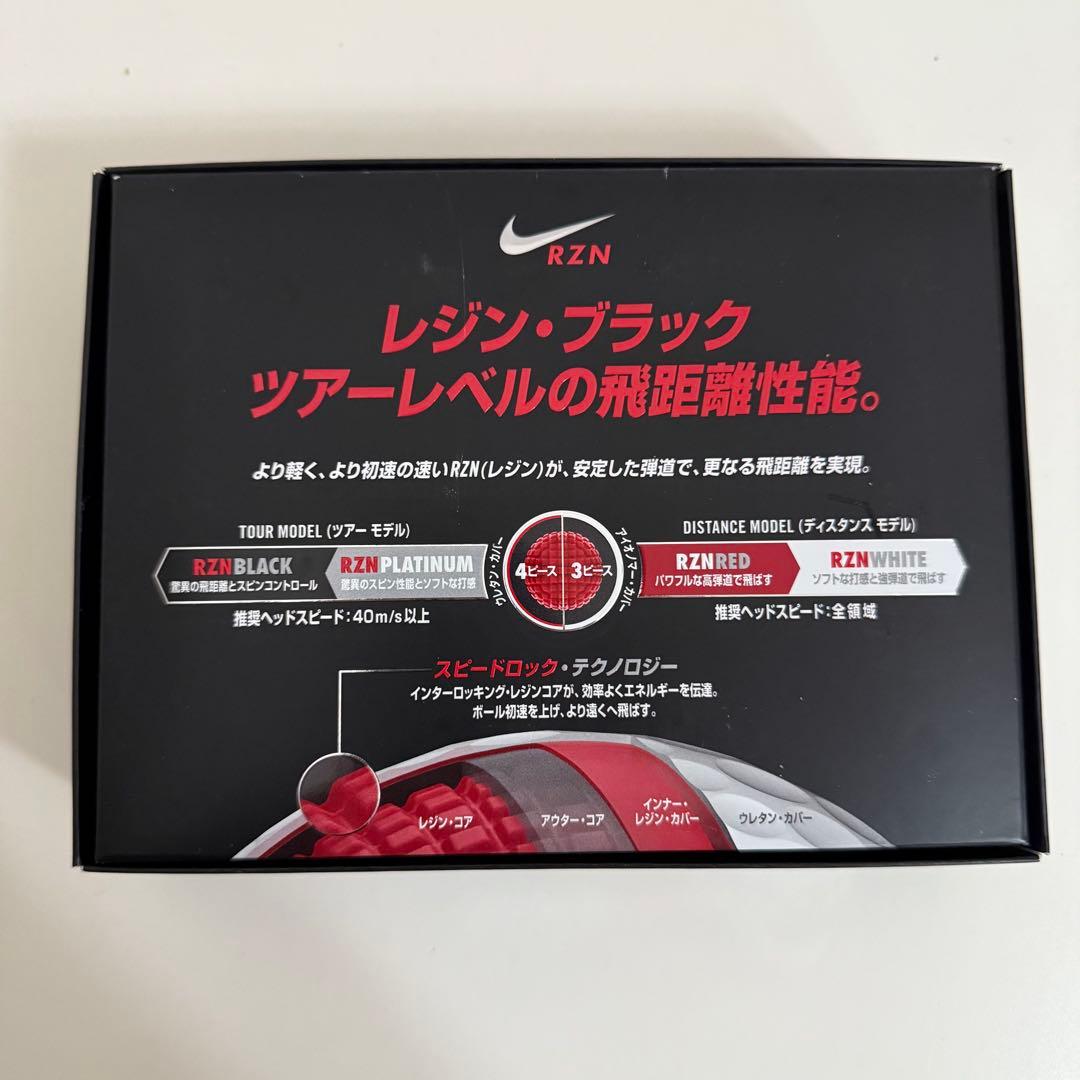 RZN
レジン・ブラック
ツアーレベルの飛距離性能。
より軽く、より初速の速いRZN(レジン)が、安定した弾道で、更なる飛距離を実現。
TOUR MODEL (ツアー モデル)
RZNBLACK
驚異の飛距離とスピンコントロール
RZNPLATINUM
驚異のスピン性能とソフトな打感
推奨ヘッドスピード:40m/s以上
ウレタン・カバー
4ピース
3ピース
アイオノマー・カバー
DISTANCE MODEL (ディスタンス モデル)
RZNRED
パワフルな高弾道で飛ばす
RZNWHITE
ソフトな打感と強弾道で飛ばす
推奨ヘッドスピード:全領域
スピードロック・テクノロジー
インターロッキング・レジンコアが、効率よくエネルギーを伝達。
ボール初速を上げ、より遠くへ飛ばす。
レジン・コア
アウター・コア
インナー・
レジン・カバー
ウレタン・カバー